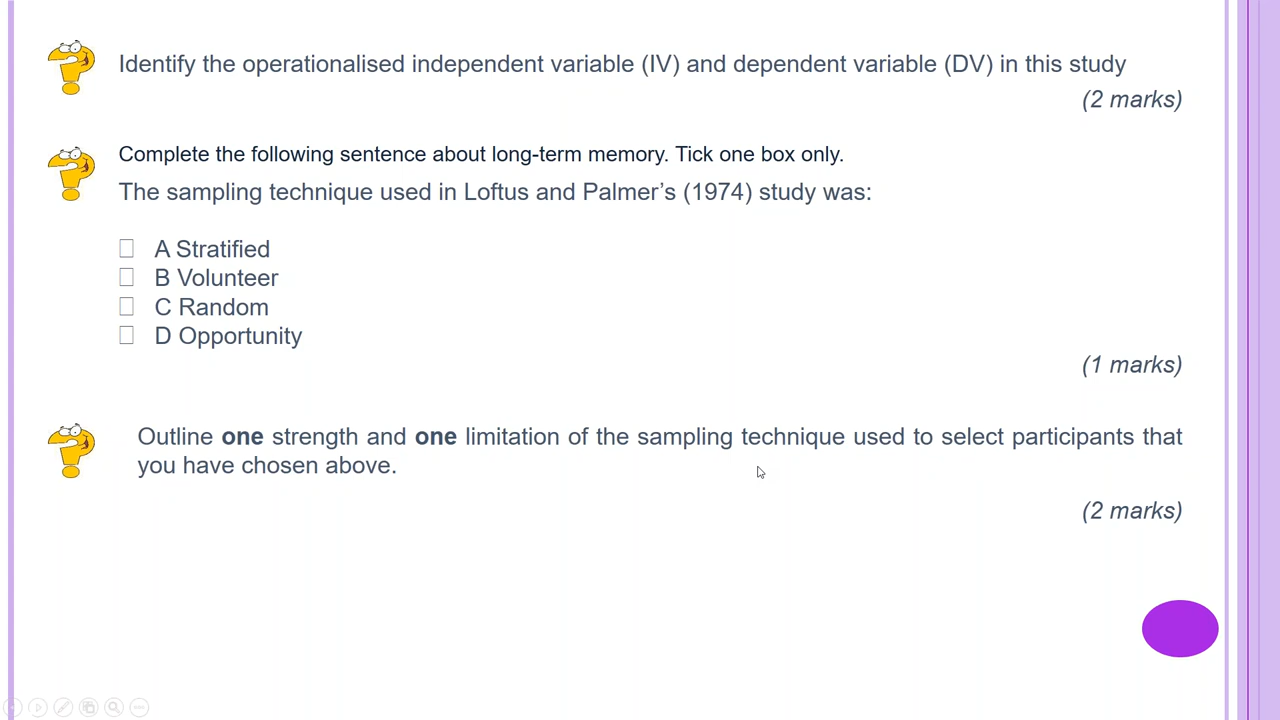 Identify the operationalised independent variable (IV) and dependent variable (DV) in this study
(2 marks)
Complete the following sentence about long-term memory. Tick one box only.
The sampling technique used in Loftus and Palmer’s (1974) study was:
A Stratified
B Volunteer
C Random
D Opportunity
(1 marks)
Outline one strength and one limitation of the sampling technique used to select participants that
you have chosen above.
(2 marks)